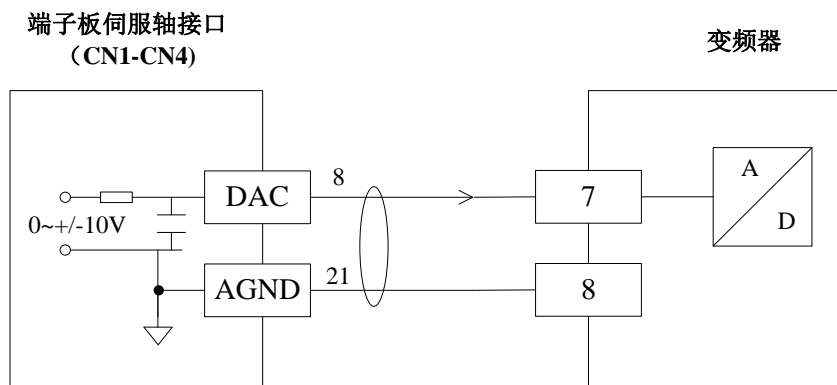 端子板伺服轴接口
（CN1-CN4)
变频器
DAC
8
7
A
D
0~+/-10V
AGND
21
8